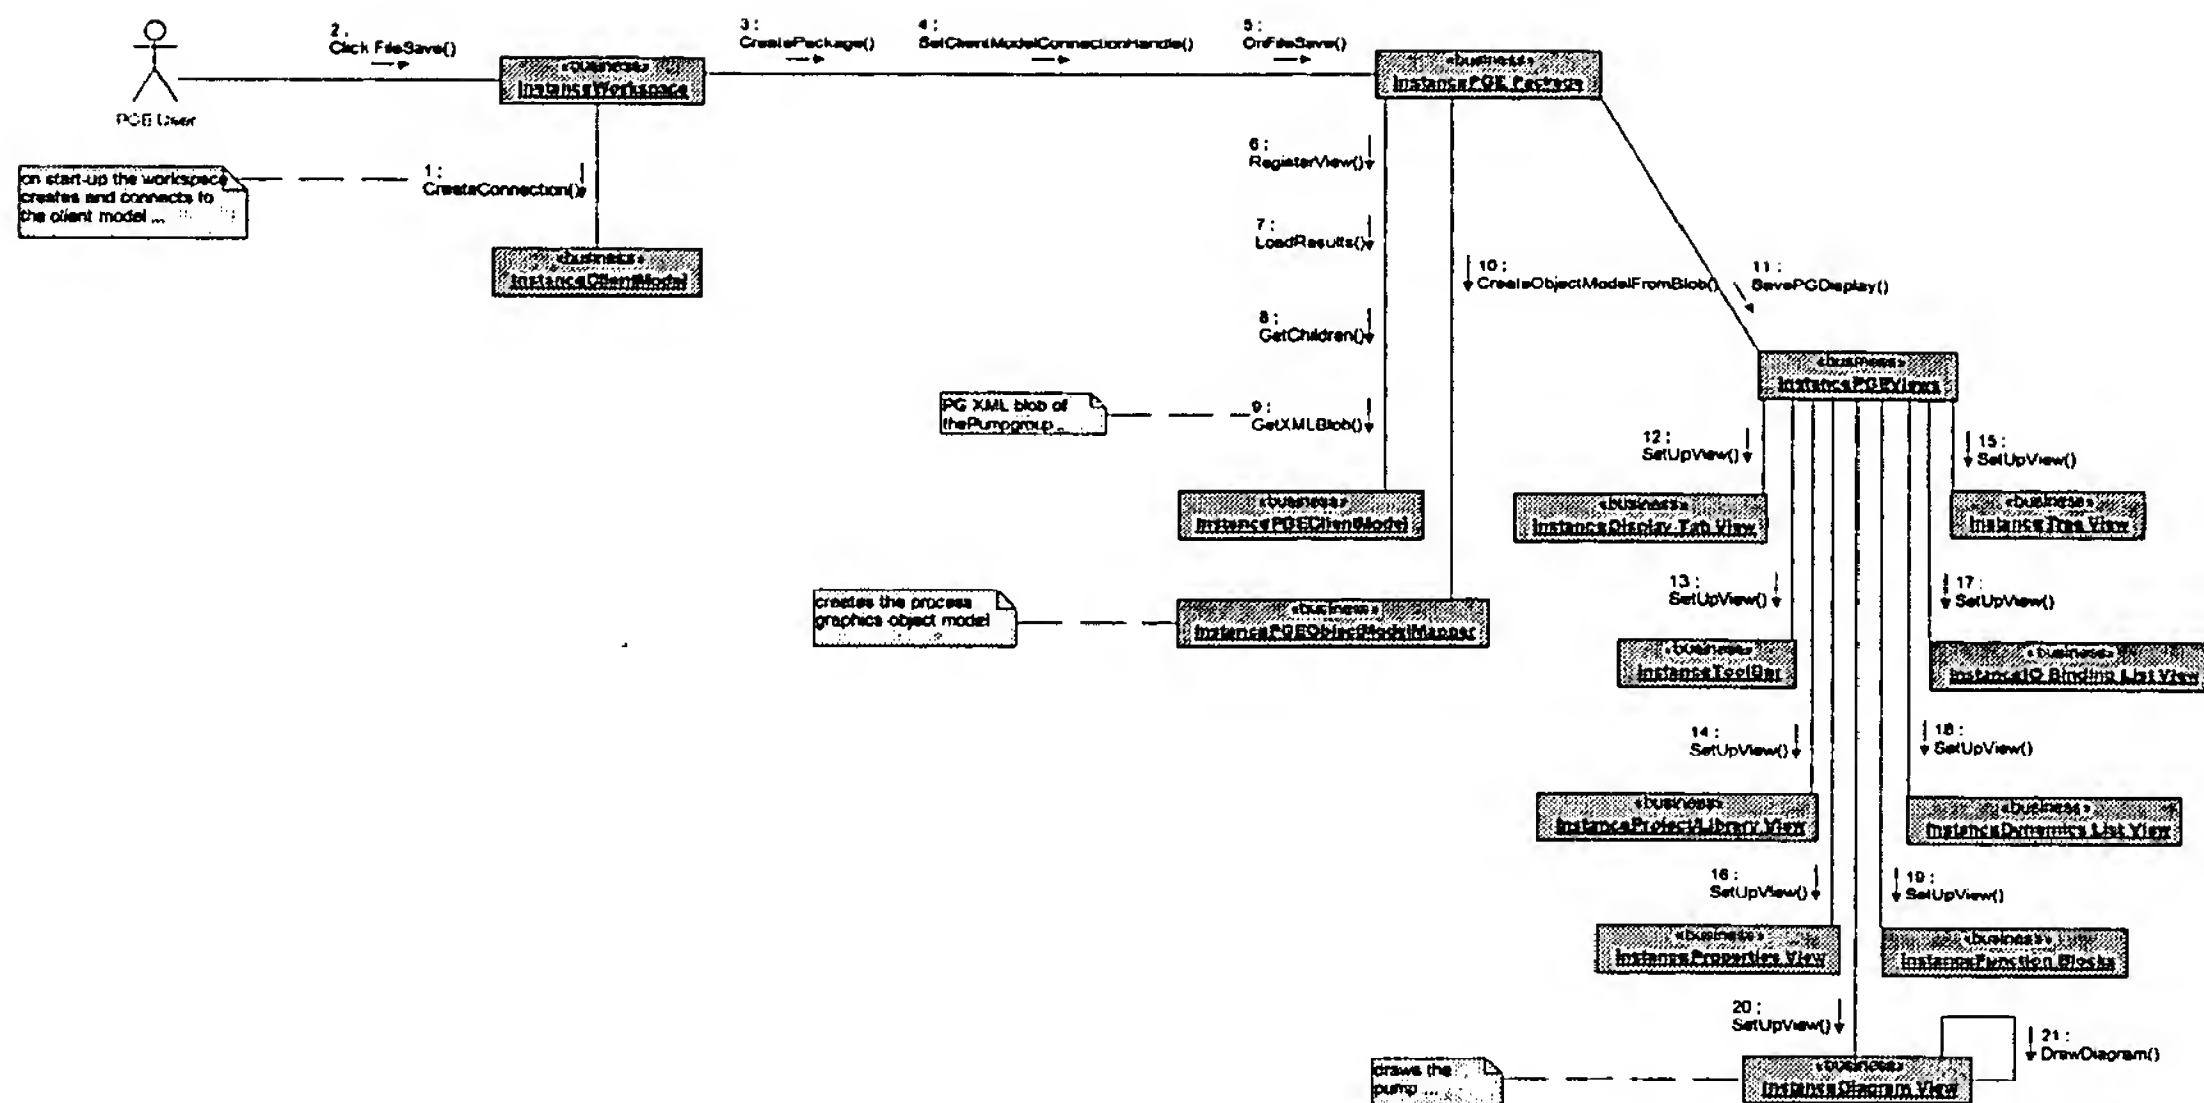 2 :
Click FileSave()
3 :
CreatePackage()
4 :
SetClientModelConnectionHandle()
5 :
OnFileSave()
PGE User
«business»
InstanceWorkspace
«business»
InstancePGE Package
on start-up the workspace
creates and connects to
the client model ...
1 :
CreateConnection()
«business»
InstanceClientModel
6 :
RegisterView()
7 :
LoadResults()
8 :
GetChildren()
PG XML blob of
thePumpgroup ..
9 :
GetXMLBlob()
10 :
CreateObjectModelFromBlob()
11 :
SavePGDisplay()
«business»
InstancePGEViews
«business»
InstancePGEClientModel
creates the process
graphics object model
«business»
InstancePGEObjectModelMapper
12 :
SetUpView()
15 :
SetUpView()
«business»
InstanceDisplay Tab View
«business»
InstanceTree View
13 :
SetUpView()
17 :
SetUpView()
«business»
InstanceToolBar
«business»
InstanceIO Binding List View
14 :
SetUpView()
18 :
SetUpView()
«business»
InstanceProject/Library View
«business»
InstanceDynamics List View
16 :
SetUpView()
19 :
SetUpView()
«business»
InstanceProperties View
«business»
InstanceFunction Blocks
20 :
SetUpView()
21 :
DrawDiagram()
draws the
pump ...
«business»
InstanceDiagram View